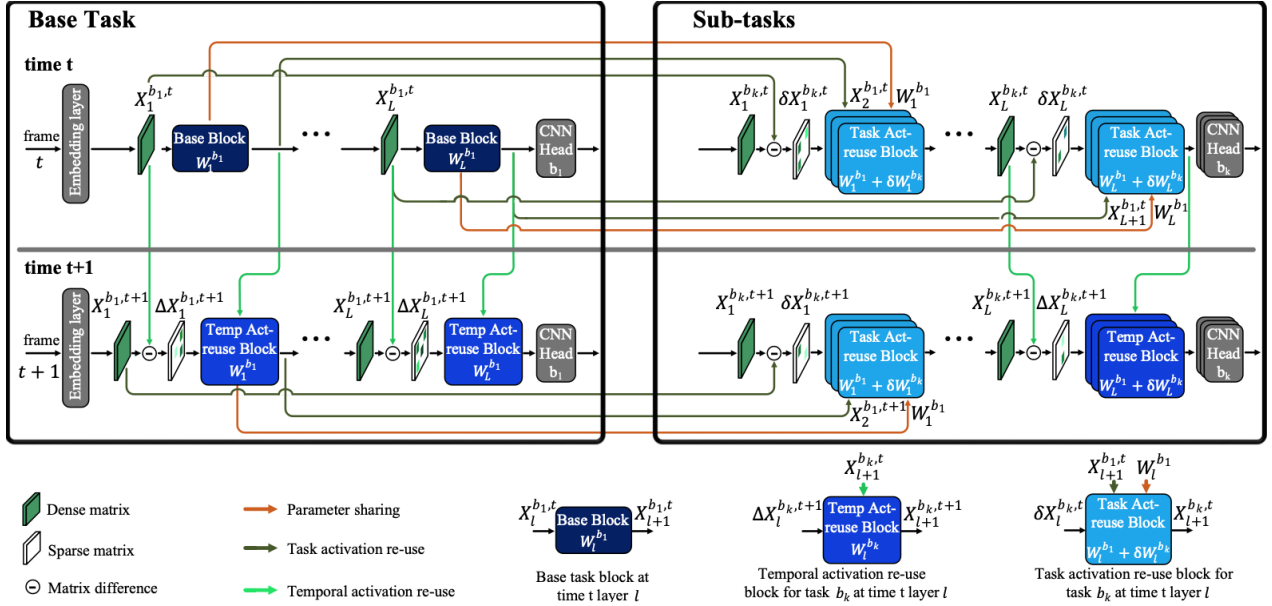 Base Task
Sub-tasks
time t
frame
t
Embedding layer
X_1^{b_1,t}
Base Block
W_1^{b_1}
•••
X_L^{b_1,t}
Base Block
W_L^{b_1}
CNN
Head
b_1
X_1^{b_k,t}
δX_1^{b_k,t}
X_2^{b_1,t}
W_1^{b_1}
Task Act-
reuse Block
W_1^{b_1} + δW_1^{b_k}
•••
X_L^{b_k,t}
δX_L^{b_k,t}
Task Act-
reuse Block
W_L^{b_1} + δW_L^{b_k}
X_{L+1}^{b_1,t}
W_L^{b_1}
CNN
Head
b_k
time t+1
frame
t + 1
Embedding layer
X_1^{b_1,t+1}
ΔX_1^{b_1,t+1}
Temp Act-
reuse Block
W_1^{b_1}
•••
X_L^{b_1,t+1}
ΔX_L^{b_1,t+1}
Temp Act-
reuse Block
W_L^{b_1}
CNN
Head
b_1
X_1^{b_k,t+1}
δX_1^{b_k,t+1}
Task Act-
reuse Block
W_1^{b_1} + δW_1^{b_k}
X_2^{b_1,t+1}
W_1^{b_1}
•••
X_L^{b_k,t+1}
ΔX_L^{b_k,t+1}
Temp Act-
reuse Block
W_L^{b_1} + δW_L^{b_k}
CNN
Head
b_k
Dense matrix
Sparse matrix
Matrix difference
Parameter sharing
Task activation re-use
Temporal activation re-use
X_l^{b_1,t}
Base Block
W_l^{b_1}
X_{l+1}^{b_1,t}
Base task block at
time t layer l
X_{l+1}^{b_k,t}
ΔX_l^{b_k,t+1}
Temp Act-
reuse Block
W_l^{b_k}
X_{l+1}^{b_k,t+1}
Temporal activation re-use
block for task b_k at time t layer l
X_{l+1}^{b_1,t}
W_l^{b_1}
δX_l^{b_k,t}
Task Act-
reuse Block
W_l^{b_1} + δW_l^{b_k}
X_{l+1}^{b_k,t}
Task activation re-use block for
task b_k at time t layer l